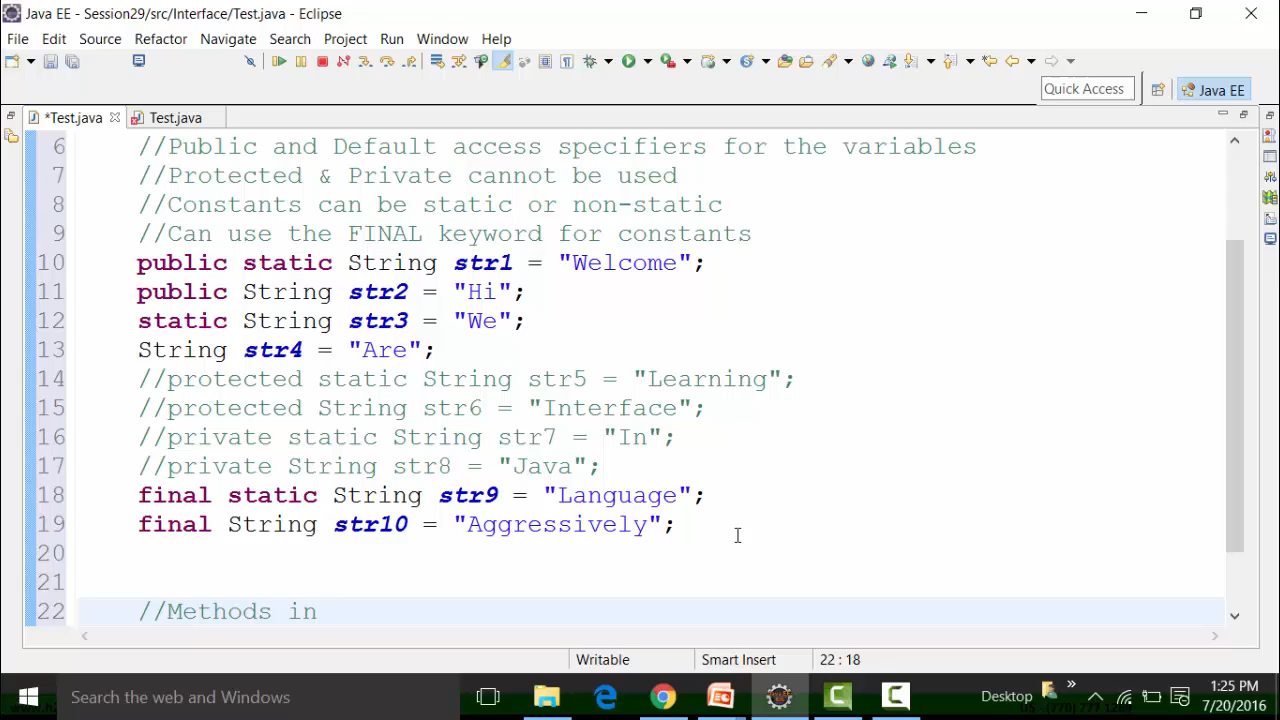 Java EE - Session29/src/Interface/Test.java - Eclipse
File Edit Source Refactor Navigate Search Project Run Window Help
Quick Access Java EE
*Test.java Test.java
6 //Public and Default access specifiers for the variables
7 //Protected & Private cannot be used
8 //Constants can be static or non-static
9 //Can use the FINAL keyword for constants
10 public static String str1 = "Welcome";
11 public String str2 = "Hi";
12 static String str3 = "We";
13 String str4 = "Are";
14 //protected static String str5 = "Learning";
15 //protected String str6 = "Interface";
16 //private static String str7 = "In";
17 //private String str8 = "Java";
18 final static String str9 = "Language";
19 final String str10 = "Aggressively";
20
21
22 //Methods in
Writable Smart Insert 22 : 18
Search the web and Windows Desktop 1:25 PM
7/20/2016